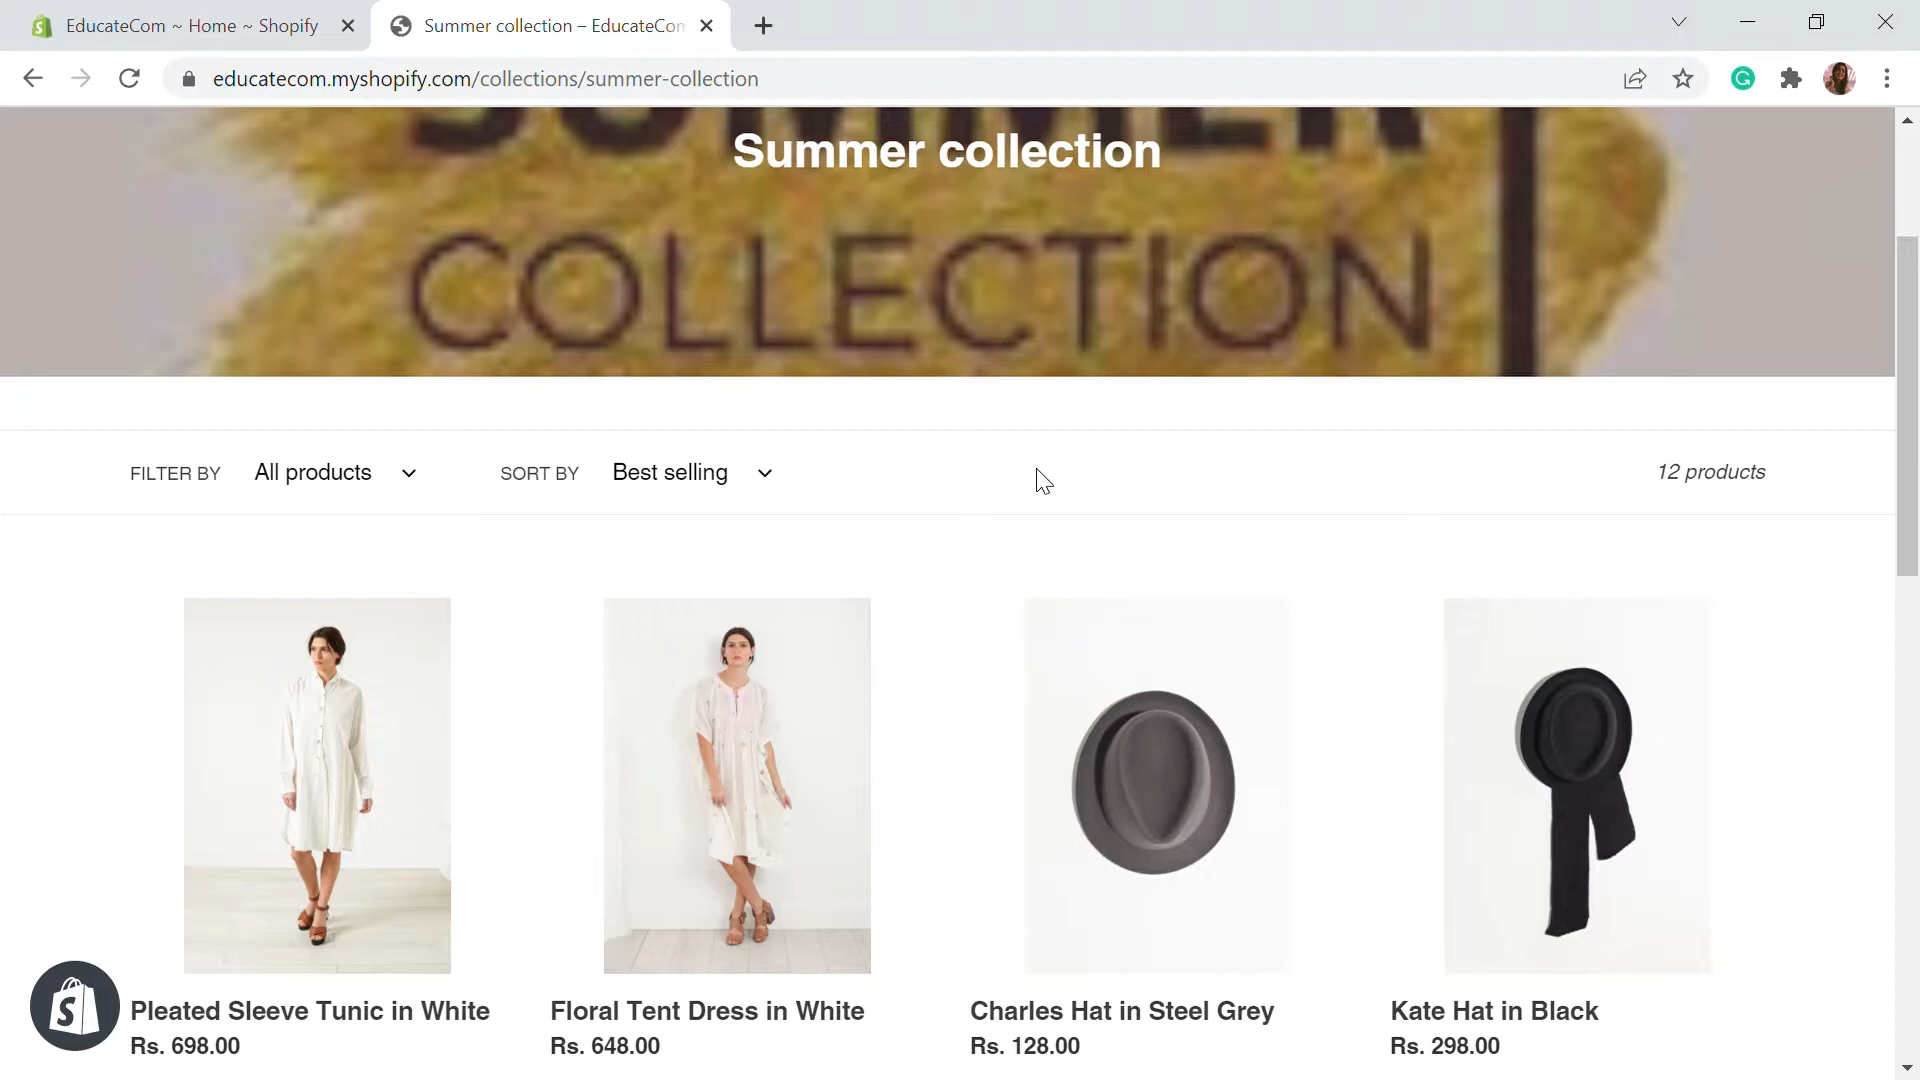 EducateCom ~ Home ~ Shopify
Summer collection – EducateCom
educatecom.myshopify.com/collections/summer-collection
SUMMER
Summer collection
COLLECTION
FILTER BY All products SORT BY Best selling 12 products
Pleated Sleeve Tunic in White
Rs. 698.00
Floral Tent Dress in White
Rs. 648.00
Charles Hat in Steel Grey
Rs. 128.00
Kate Hat in Black
Rs. 298.00